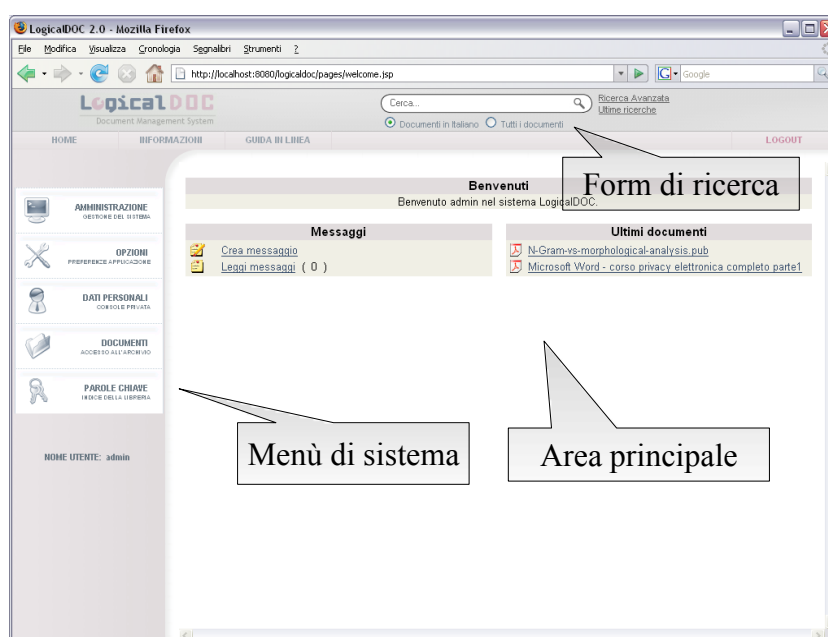 LogicalDOC 2.0 - Mozilla Firefox
File Modifica Visualizza Cronologia Segnalibri Strumenti ?
http://localhost:8080/logicaldoc/pages/welcome.jsp
Google
LogicalDOC
Document Management System
Cerca...
Ricerca Avanzata
Ultime ricerche
Documenti in Italiano Tutti i documenti
HOME INFORMAZIONI GUIDA IN LINEA LOGOUT
Form di ricerca
Benvenuti
Benvenuto admin nel sistema LogicalDOC.
AMMINISTRAZIONE
GESTIONE DEL SISTEMA
OPZIONI
PREFERENZE APPLICAZIONE
DATI PERSONALI
CONSOLE PRIVATA
DOCUMENTI
ACCESSO ALL'ARCHIVIO
PAROLE CHIAVE
INDICE DELLA LIBRERIA
NOME UTENTE: admin
Messaggi
Crea messaggio
Leggi messaggi ( 0 )
Ultimi documenti
N-Gram-vs-morphological-analysis.pub
Microsoft Word - corso privacy elettronica completo parte1
Menù di sistema
Area principale